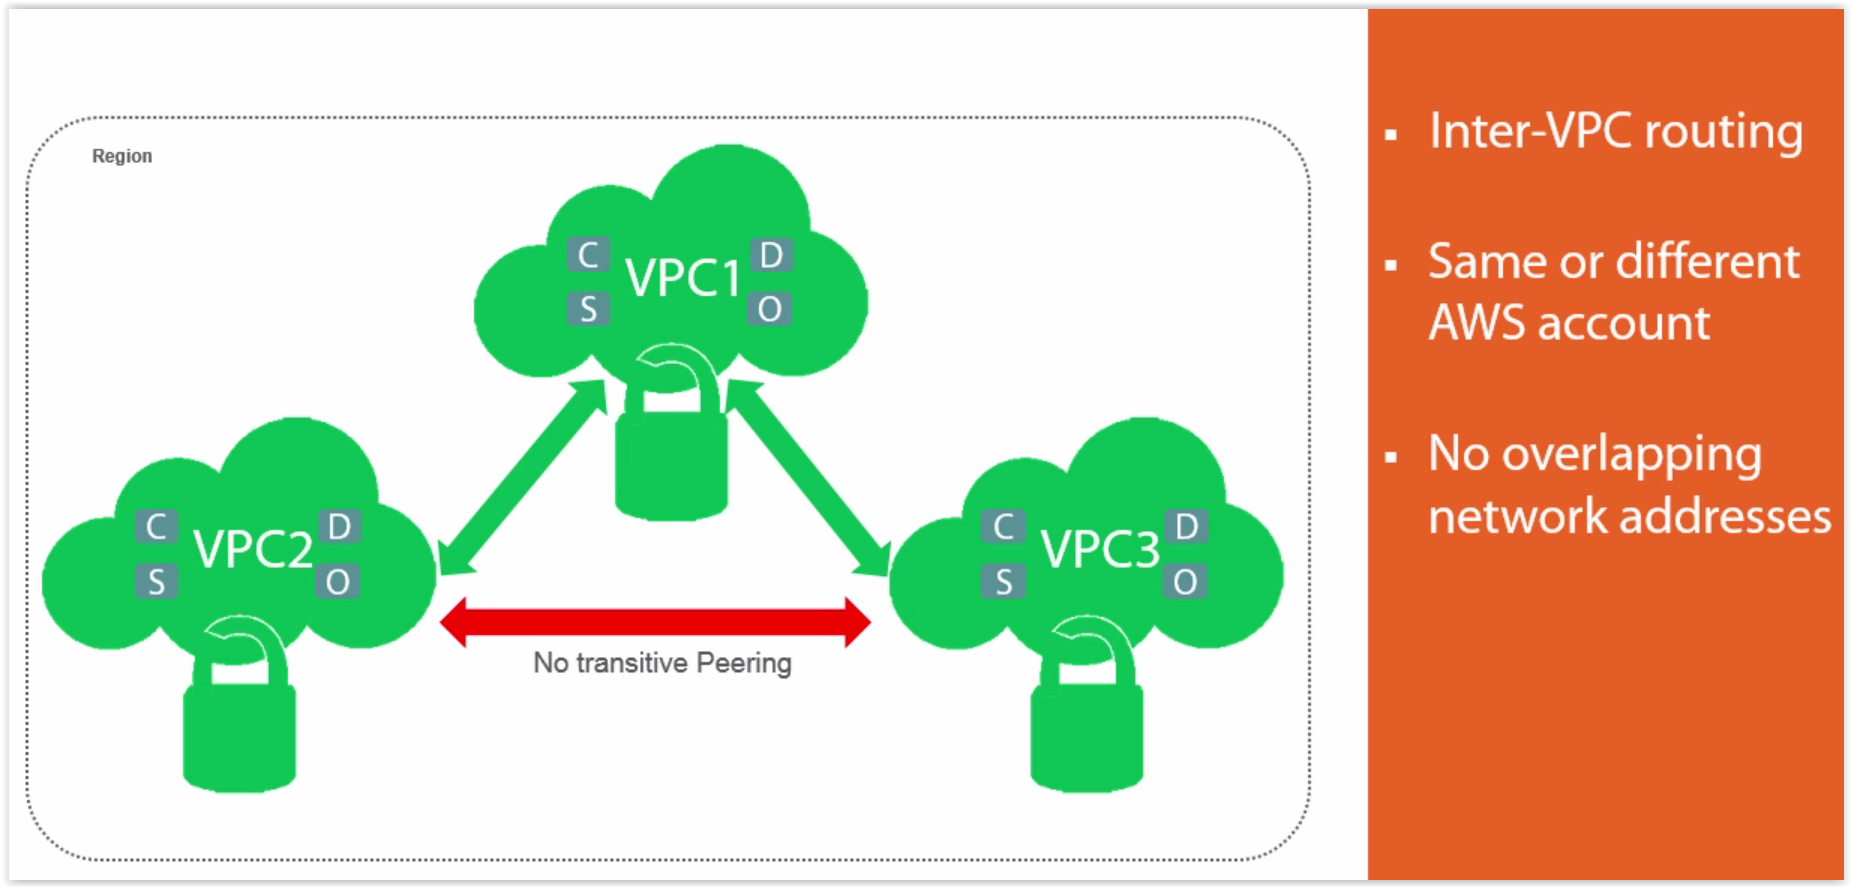 Region
C
D
VPC1
S
O
C
D
VPC2
S
O
C
D
VPC3
S
O
No transitive Peering
▪ Inter-VPC routing
▪ Same or different
AWS account
▪ No overlapping
network addresses